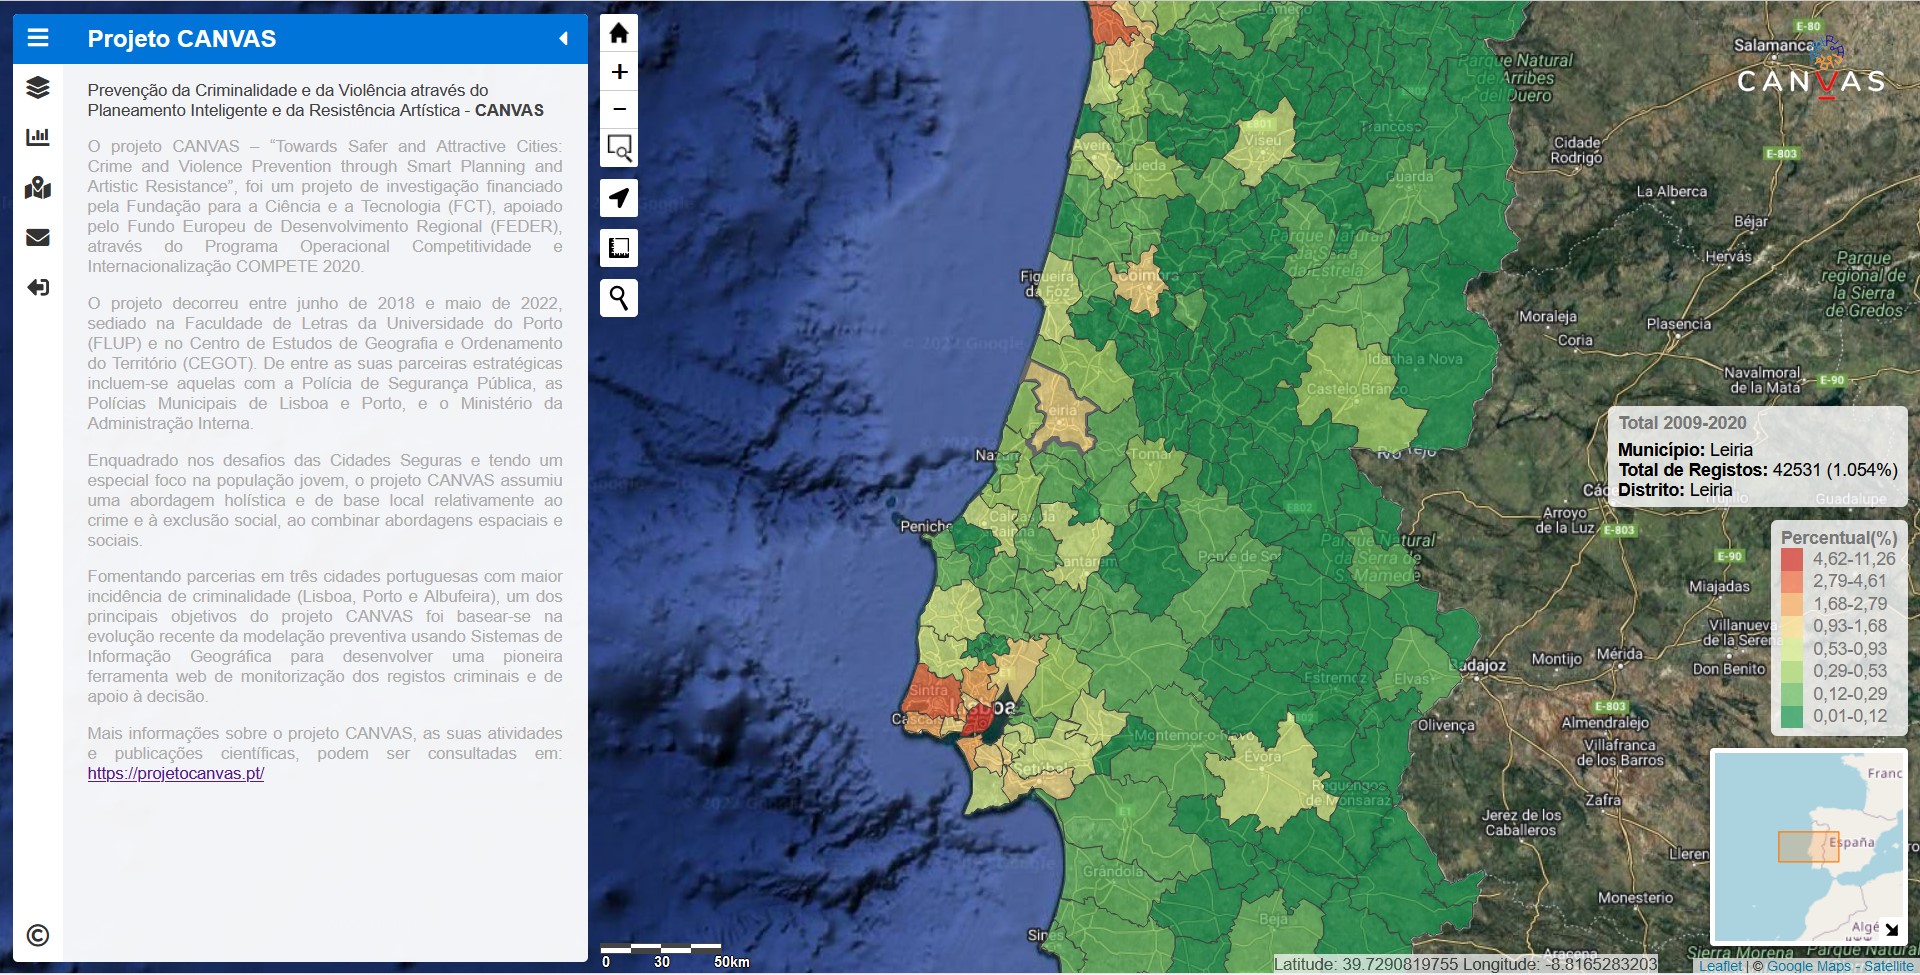 Projeto CANVAS
Prevenção da Criminalidade e da Violência através do
Planeamento Inteligente e da Resistência Artística - CANVAS
O projeto CANVAS – “Towards Safer and Attractive Cities:
Crime and Violence Prevention through Smart Planning and
Artistic Resistance”, foi um projeto de investigação financiado
pela Fundação para a Ciência e a Tecnologia (FCT), apoiado
pelo Fundo Europeu de Desenvolvimento Regional (FEDER),
através do Programa Operacional Competitividade e
Internacionalização COMPETE 2020.
O projeto decorreu entre junho de 2018 e maio de 2022,
sediado na Faculdade de Letras da Universidade do Porto
(FLUP) e no Centro de Estudos de Geografia e Ordenamento
do Território (CEGOT). De entre as suas parceiras estratégicas
incluem-se aquelas com a Polícia de Segurança Pública, as
Polícias Municipais de Lisboa e Porto, e o Ministério da
Administração Interna.
Enquadrado nos desafios das Cidades Seguras e tendo um
especial foco na população jovem, o projeto CANVAS assumiu
uma abordagem holística e de base local relativamente ao
crime e à exclusão social, ao combinar abordagens espaciais e
sociais.
Fomentando parcerias em três cidades portuguesas com maior
incidência de criminalidade (Lisboa, Porto e Albufeira), um dos
principais objetivos do projeto CANVAS foi basear-se na
evolução recente da modelação preventiva usando Sistemas de
Informação Geográfica para desenvolver uma pioneira
ferramenta web de monitorização dos registos criminais e de
apoio à decisão.
Mais informações sobre o projeto CANVAS, as suas atividades
e publicações científicas, podem ser consultadas em:
https://projetocanvas.pt/
©
+
−
Lamego
E-80
Salamanca
CANVAS
Parque Natural
de Arribes
del Duero
E801
Viseu
Trancoso
Aveiro
Águeda
Guarda
Cidade
Rodrigo
E-803
La Alberca
Béjar
Hervás
Parque
regional de
la Sierra
de Gredos
Parque Natural
da Serra
da Estrela
Figueira
da Foz
Coimbra
© 2022 Google
Moraleja
Coria
Plasencia
Idanha a Nova
Castelo Branco
Navalmoral
de la Mata
E-90
Leiria
Nazaré
Tomar
Rio Tejo
Total 2009-2020
Município: Leiria
Total de Registos: 42531 (1.054%)
Distrito: Leiria
Trujillo
Guadalupe
Arroyo
de la Luz
E-803
E802
Peniche
Caldas da
Rainha
Santarém
Ponte de Sor
Parque Natural
da Serra de
S. Mamede
E-90
Miajadas
Percentual(%)
4,62-11,26
2,79-4,61
1,68-2,79
0,93-1,68
0,53-0,93
0,29-0,53
0,12-0,29
0,01-0,12
Villanueva
de la Serena
Don Benito
Montijo
Mérida
Badajoz
Elvas
Estremoz
Sintra
Lisboa
Cascais
Olivença
E-803
Almendralejo
Villafranca
de los Barros
Montemor-o-Novo
E802
Setúbal
Évora
Reguengos
de Monsaraz
Zafra
Jerez de los
Caballeros
E1
Grândola
Beja
Sines
Monesterio
Aracena
Sierra Morena
Parque Natural
Franc
España
Algé
0 30 50km
Latitude: 39.7290819755 Longitude: -8.8165283203
Leaflet | © Google Maps - Satellite